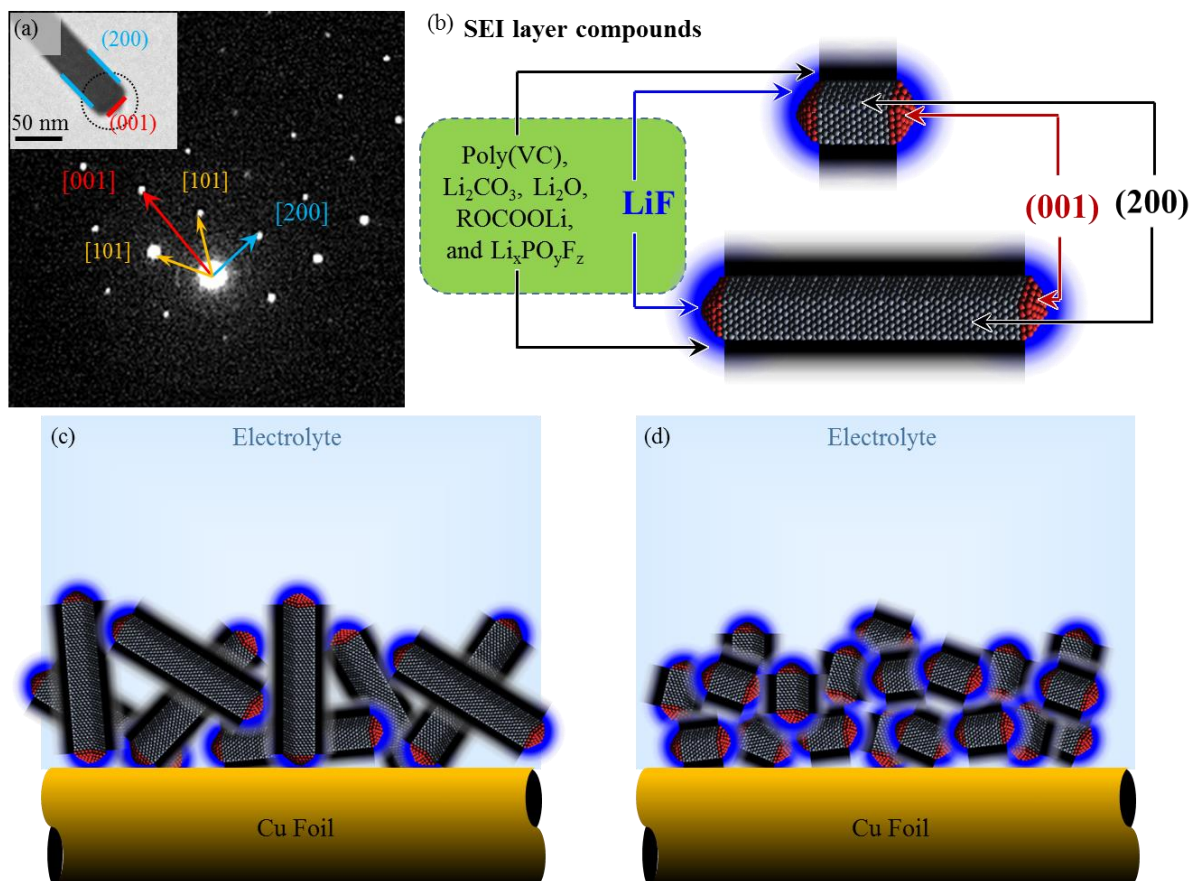 (a)
(200)
(001)
50 nm
[001]
[101]
[200]
[101]
(b) SEI layer compounds
Poly(VC),
Li₂CO₃, Li₂O,
ROCOOLi,
and LiₓPOᵧF_z
LiF
(001)
(200)
(c)
Electrolyte
Cu Foil
(d)
Electrolyte
Cu Foil